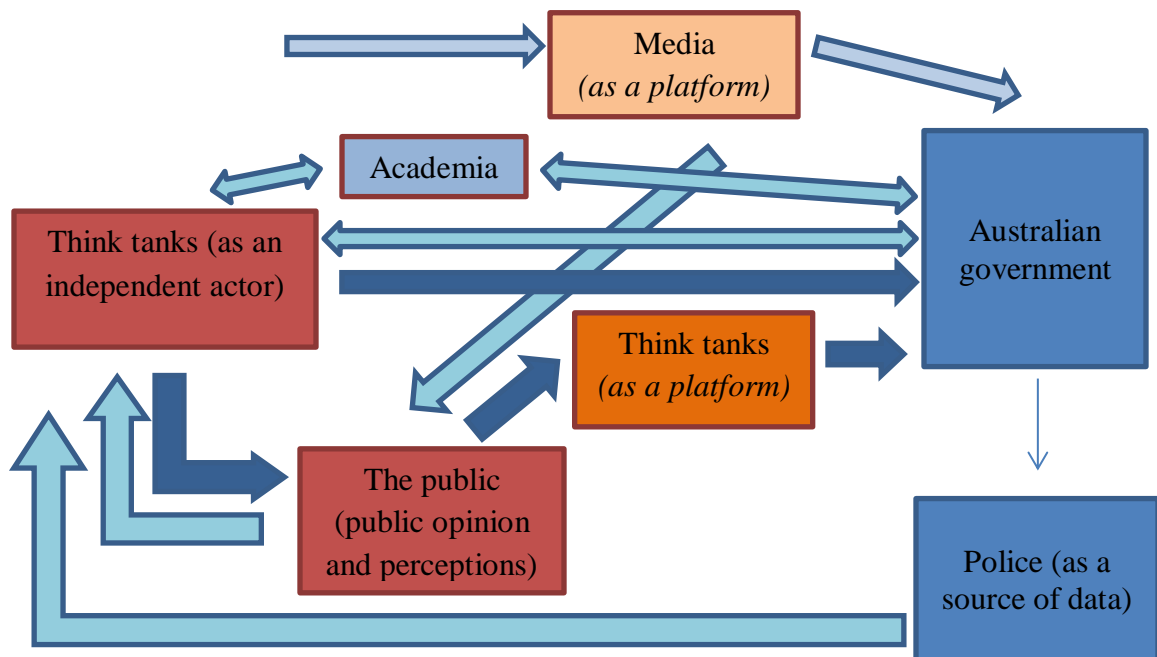 Media
(as a platform)
Academia
Think tanks (as an
independent actor)
Australian
government
Think tanks
(as a platform)
The public
(public opinion
and perceptions)
Police (as a
source of data)